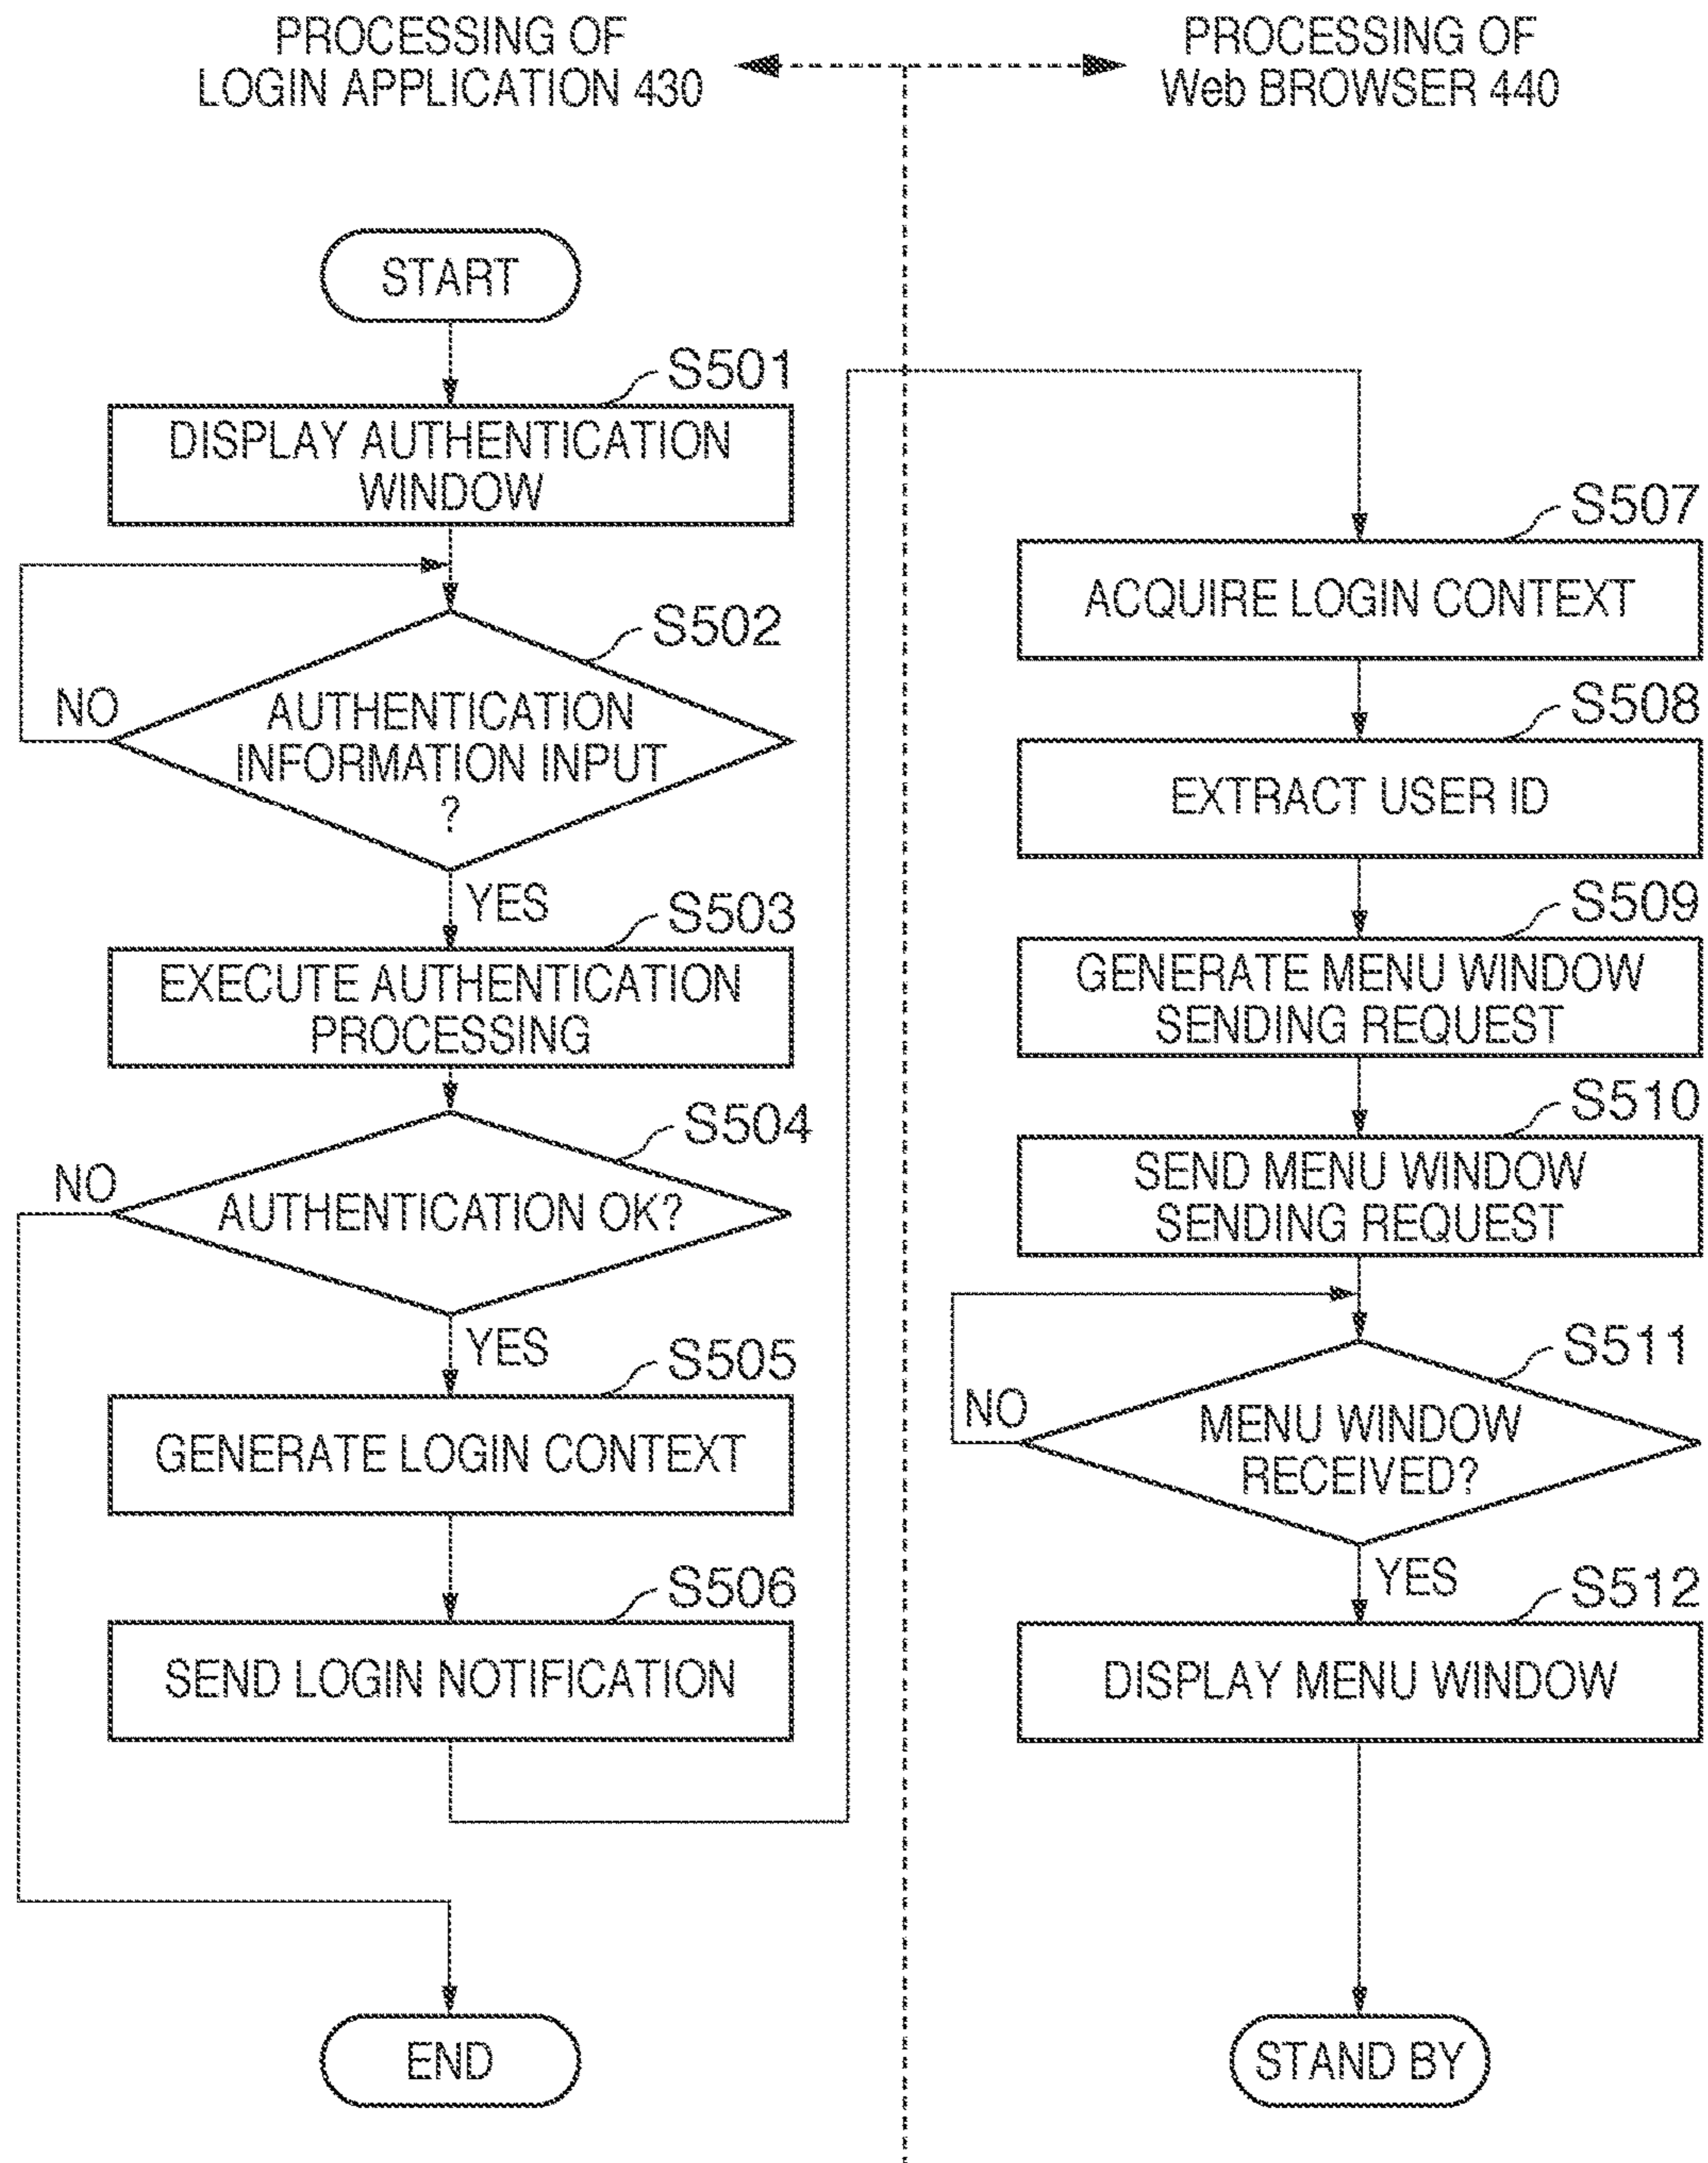 PROCESSING OF
LOGIN APPLICATION 430
PROCESSING OF
Web BROWSER 440
START
S501
DISPLAY AUTHENTICATION
WINDOW
S502
NO
AUTHENTICATION
INFORMATION INPUT
?
YES
S503
EXECUTE AUTHENTICATION
PROCESSING
S504
NO
AUTHENTICATION OK?
YES
S505
GENERATE LOGIN CONTEXT
S506
SEND LOGIN NOTIFICATION
END
S507
ACQUIRE LOGIN CONTEXT
S508
EXTRACT USER ID
S509
GENERATE MENU WINDOW
SENDING REQUEST
S510
SEND MENU WINDOW
SENDING REQUEST
S511
NO
MENU WINDOW
RECEIVED?
YES
S512
DISPLAY MENU WINDOW
STAND BY